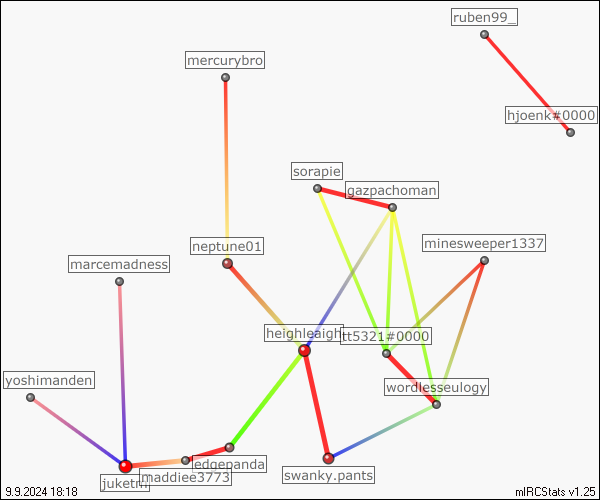 ruben99_
mercurybro
hjoenk#0000
sorapie
gazpachoman
neptune01
minesweeper1337
marcemadness
heighleaigh
tt5321#0000
yoshimanden
wordlesseulogy
edgepanda
maddiee3773
swanky.pants
9.9.2024 18:18
mIRCStats v1.25